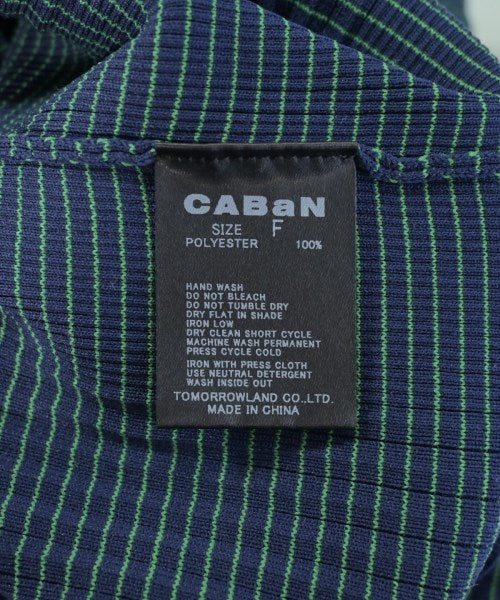 CABaN
SIZE F
POLYESTER 100%
HAND WASH
DO NOT BLEACH
DO NOT TUMBLE DRY
DRY FLAT IN SHADE
IRON LOW
DRY CLEAN SHORT CYCLE
MACHINE WASH PERMANENT
PRESS CYCLE COLD
IRON WITH PRESS CLOTH
USE NEUTRAL DETERGENT
WASH INSIDE OUT
TOMORROWLAND CO.,LTD.
MADE IN CHINA